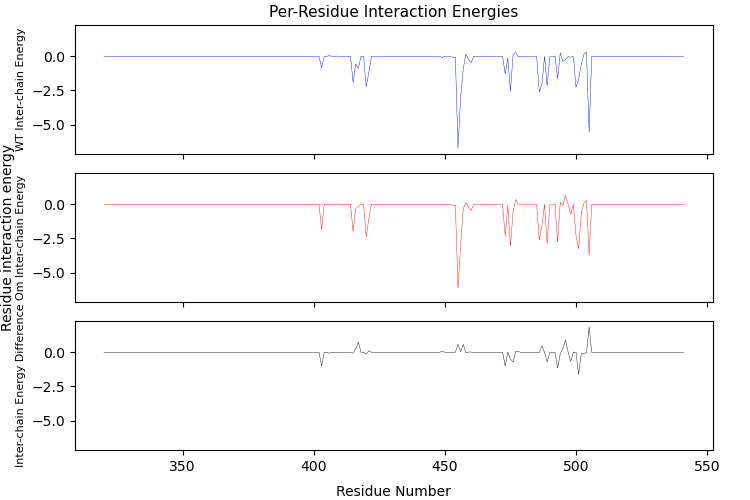 Per-Residue Interaction Energies
Residue interaction energy
WT Inter-chain Energy
0.0
−2.5
−5.0
Om Inter-chain Energy
0.0
−2.5
−5.0
Inter-chain Energy Difference
0.0
−2.5
−5.0
350
400
450
500
550
Residue Number